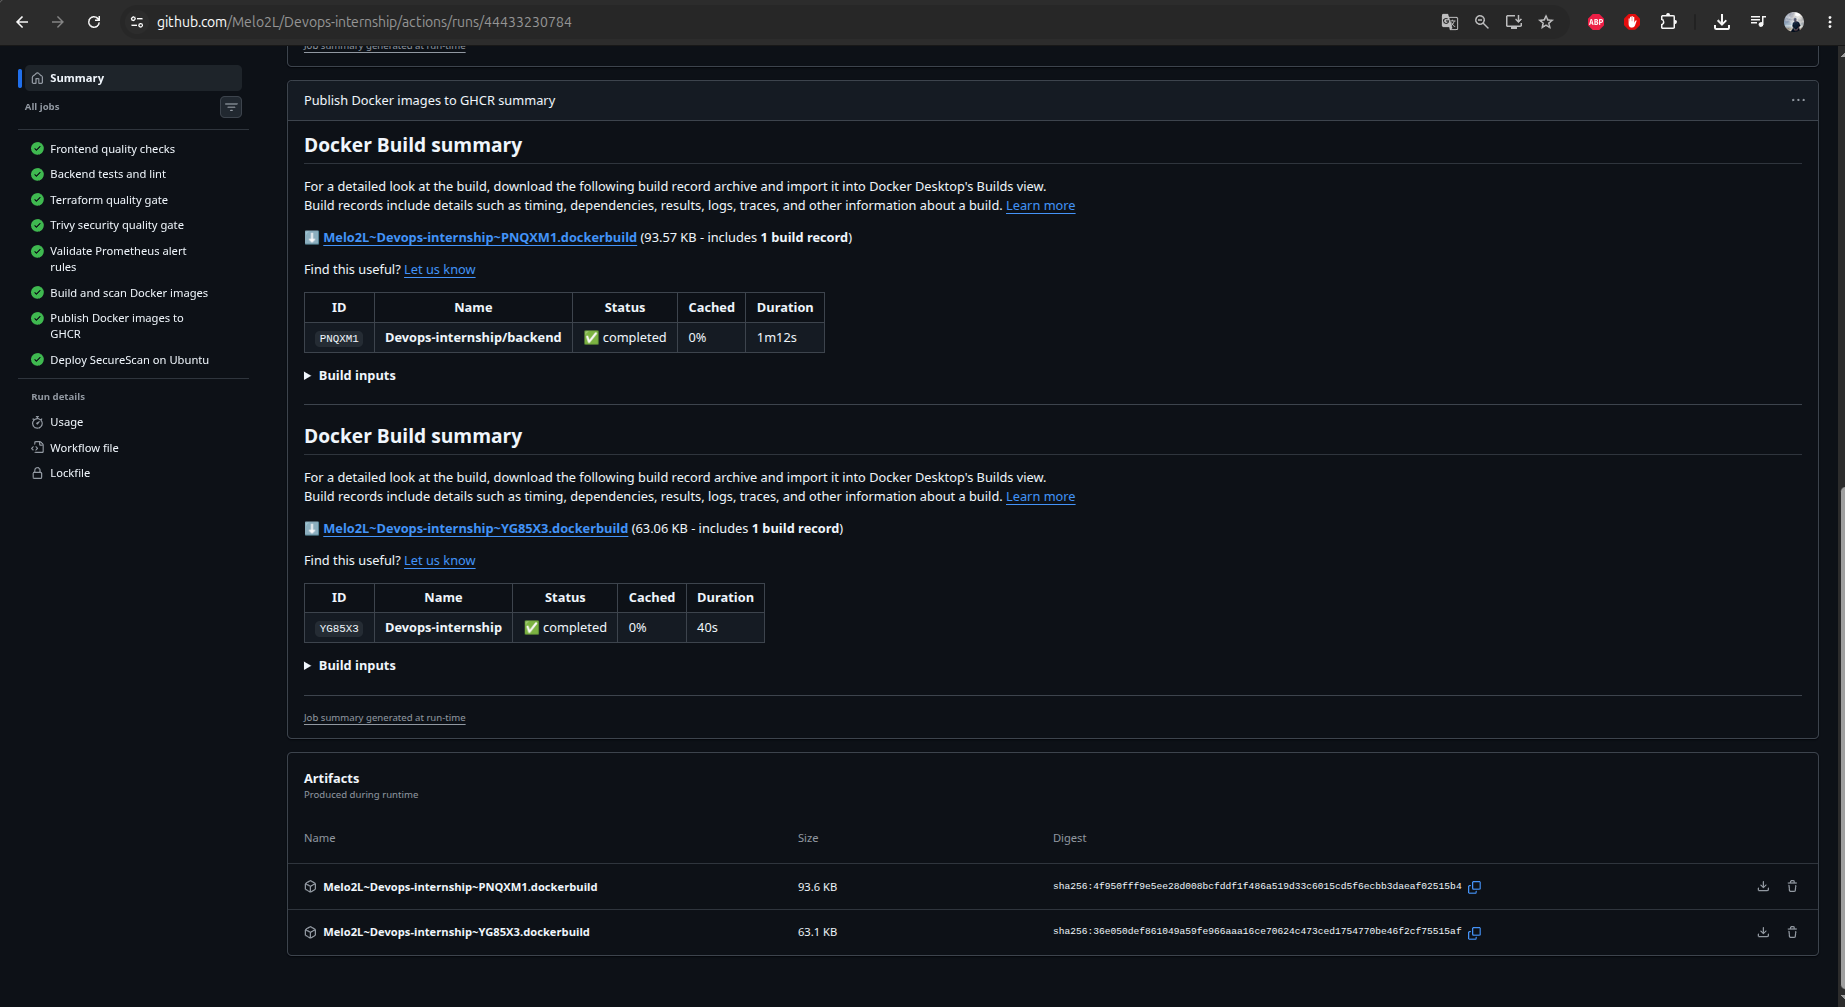 github.com/Melo2L/Devops-internship/actions/runs/44433230784
ABP
Summary
All jobs
Frontend quality checks
Backend tests and lint
Terraform quality gate
Trivy security quality gate
Validate Prometheus alert
rules
Build and scan Docker images
Publish Docker images to
GHCR
Deploy SecureScan on Ubuntu
Run details
Usage
Workflow file
Lockfile
Job summary generated at run-time
Publish Docker images to GHCR summary
Docker Build summary
For a detailed look at the build, download the following build record archive and import it into Docker Desktop's Builds view.
Build records include details such as timing, dependencies, results, logs, traces, and other information about a build. Learn more
Melo2L~Devops-internship~PNQXM1.dockerbuild (93.57 KB - includes 1 build record)
Find this useful? Let us know
ID Name Status Cached Duration
PNQXM1 Devops-internship/backend ✅ completed 0% 1m12s
Build inputs
Docker Build summary
For a detailed look at the build, download the following build record archive and import it into Docker Desktop's Builds view.
Build records include details such as timing, dependencies, results, logs, traces, and other information about a build. Learn more
Melo2L~Devops-internship~YG85X3.dockerbuild (63.06 KB - includes 1 build record)
Find this useful? Let us know
ID Name Status Cached Duration
YG85X3 Devops-internship ✅ completed 0% 40s
Build inputs
Job summary generated at run-time
Artifacts
Produced during runtime
Name Size Digest
Melo2L~Devops-internship~PNQXM1.dockerbuild 93.6 KB sha256:4f950fff9e5ee28d008bcfddf1f486a519d33c6015cd5f6ecbb3daeaf02515b4
Melo2L~Devops-internship~YG85X3.dockerbuild 63.1 KB sha256:36e050def861049a59fe966aaa16ce70624c473ced1754770be46f2cf75515af